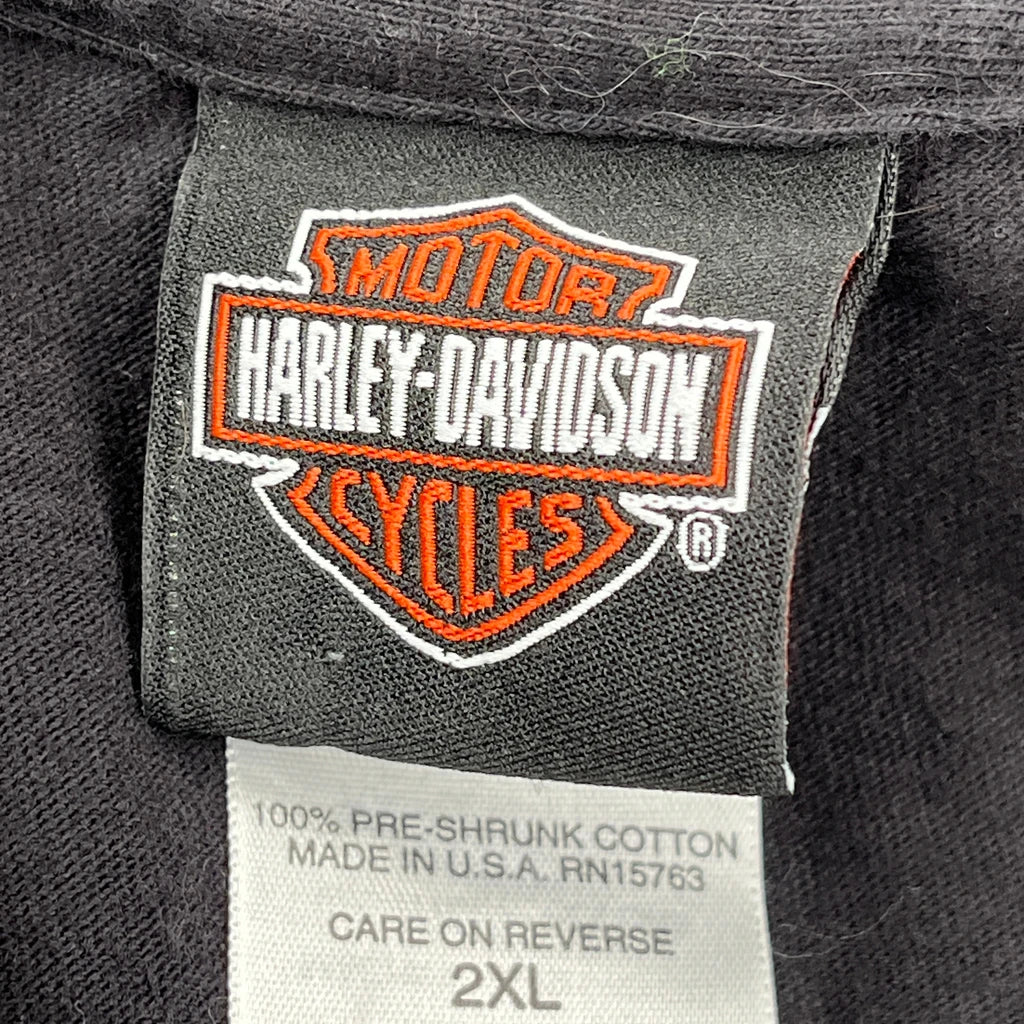 MOTOR
HARLEY-DAVIDSON
CYCLES
®
100% PRE-SHRUNK COTTON
MADE IN U.S.A. RN15763
CARE ON REVERSE
2XL